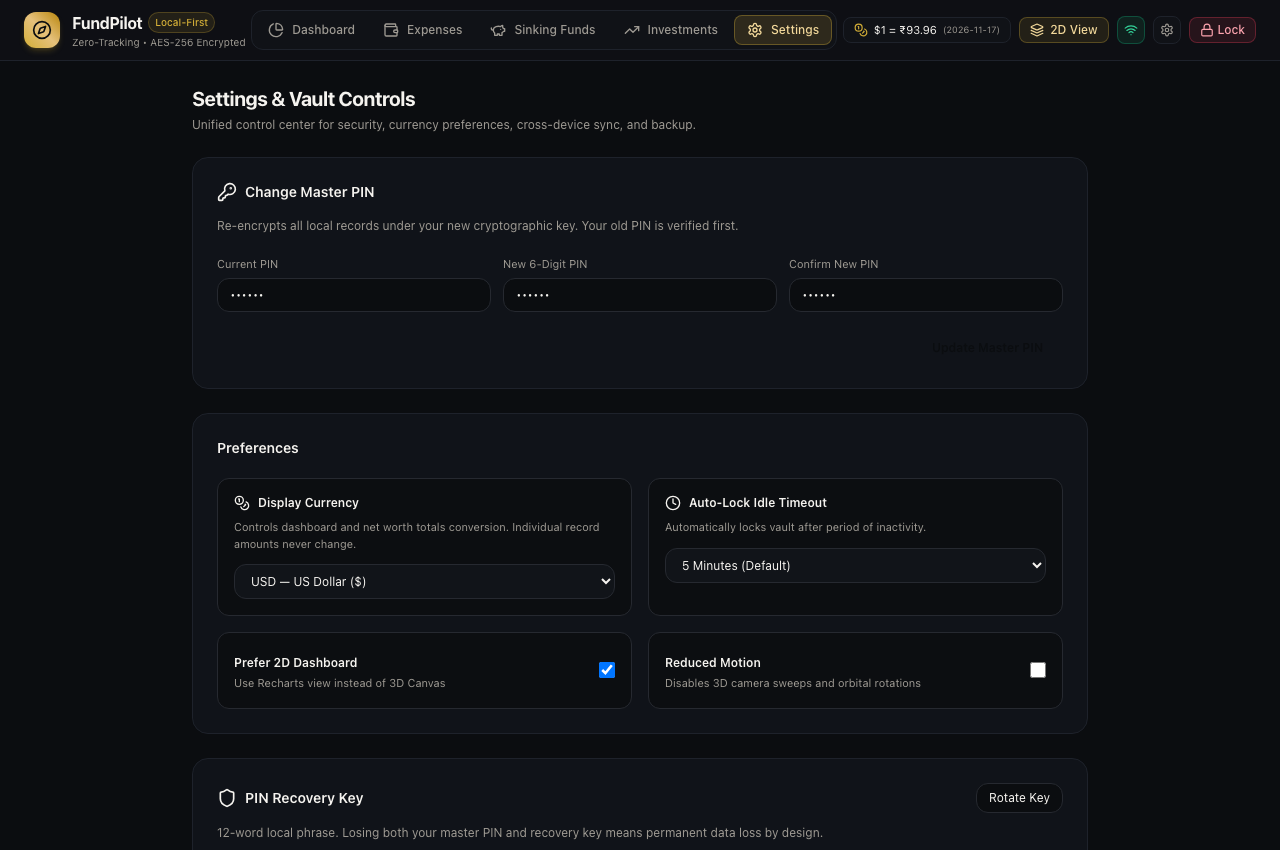 FundPilot
Local-First
Zero-Tracking • AES-256 Encrypted
Dashboard
Expenses
Sinking Funds
Investments
Settings
$1 = ₹93.96 (2026-11-17)
2D View
Lock
Settings & Vault Controls
Unified control center for security, currency preferences, cross-device sync, and backup.
Change Master PIN
Re-encrypts all local records under your new cryptographic key. Your old PIN is verified first.
Current PIN
New 6-Digit PIN
Confirm New PIN
••••••
••••••
••••••
Update Master PIN
Preferences
Display Currency
Controls dashboard and net worth totals conversion. Individual record
amounts never change.
USD — US Dollar ($)
Auto-Lock Idle Timeout
Automatically locks vault after period of inactivity.
5 Minutes (Default)
Prefer 2D Dashboard
Use Recharts view instead of 3D Canvas
Reduced Motion
Disables 3D camera sweeps and orbital rotations
PIN Recovery Key
Rotate Key
12-word local phrase. Losing both your master PIN and recovery key means permanent data loss by design.